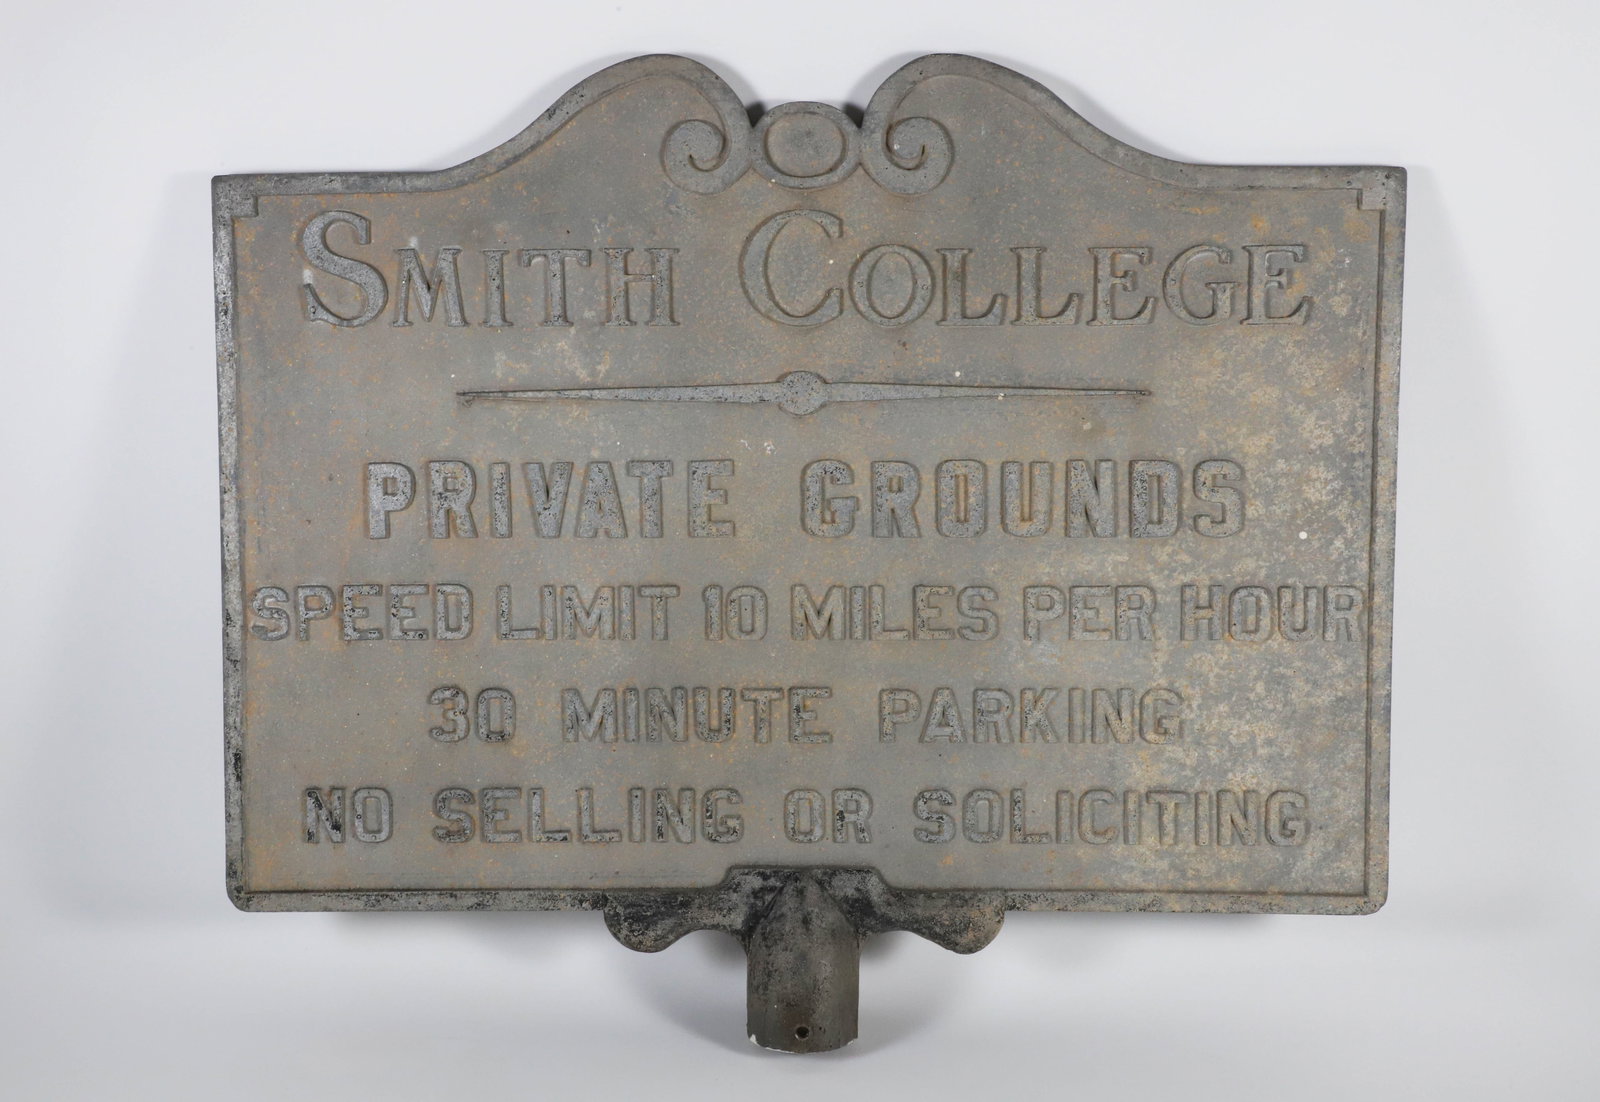 SMITH COLLEGE
PRIVATE GROUNDS
SPEED LIMIT 10 MILES PER HOUR
30 MINUTE PARKING
NO SELLING OR SOLICITING